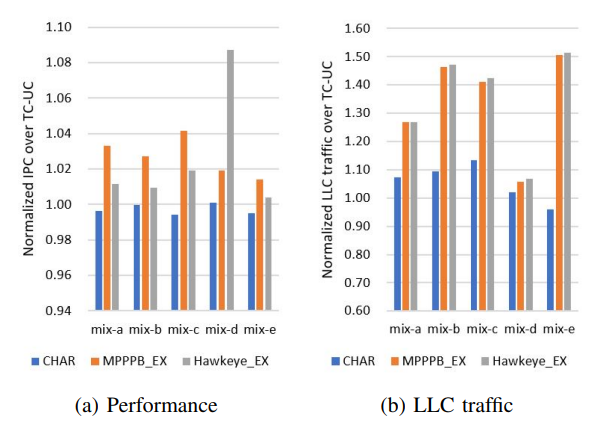 Normalized IPC over TC-UC
1.10
1.08
1.06
1.04
1.02
1.00
0.98
0.96
0.94
mix-a mix-b mix-c mix-d mix-e
CHAR MPPPB_EX Hawkeye_EX
(a) Performance
Normalized LLC traffic over TC-UC
1.60
1.50
1.40
1.30
1.20
1.10
1.00
0.90
0.80
0.70
0.60
mix-a mix-b mix-c mix-d mix-e
CHAR MPPPB_EX Hawkeye_EX
(b) LLC traffic